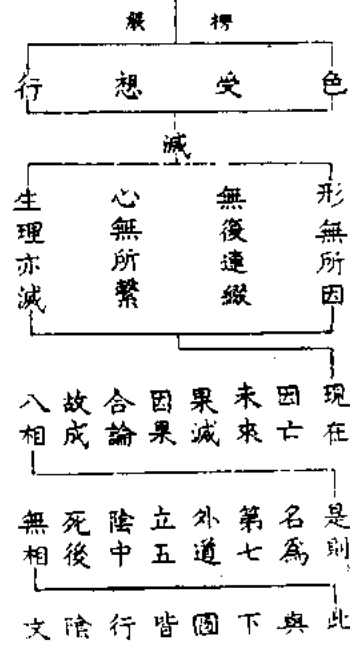 楞嚴
色
受
想
行
滅
形無所因
無復連綴
心無所繫
生理亦滅
現在
因亡
未來
果滅
因果
合論
故成
八相
是則
名為
第七
外道
立五
陰中
死後
無相
此與下圖皆行陰文